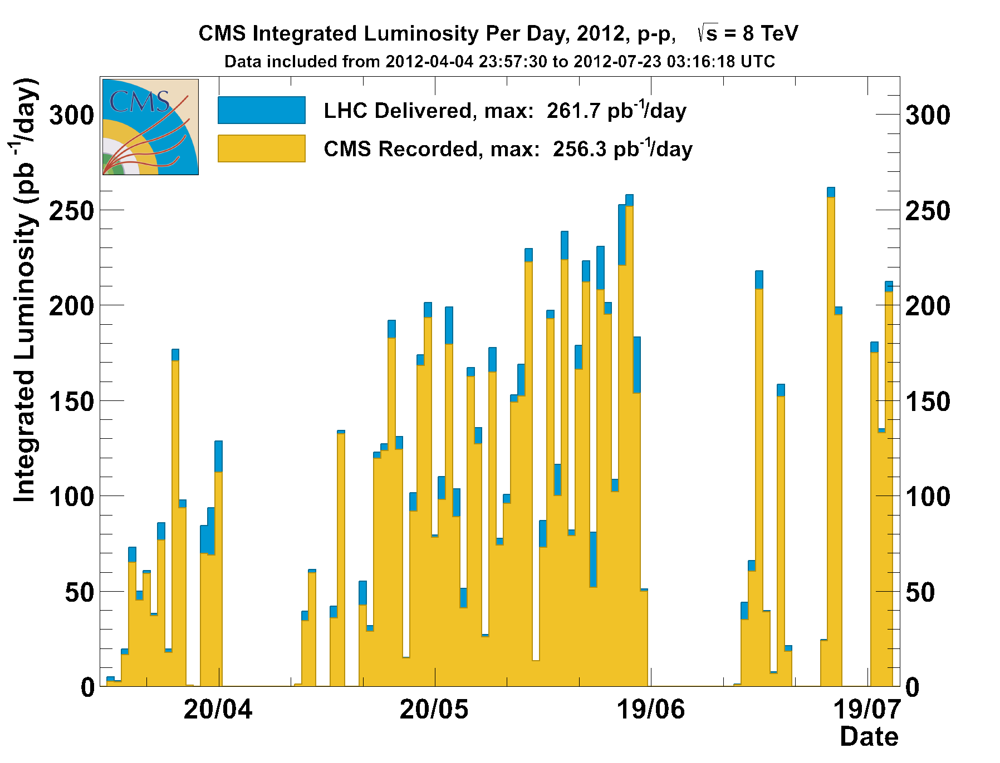 CMS Integrated Luminosity Per Day, 2012, p-p, √s = 8 TeV
Data included from 2012-04-04 23:57:30 to 2012-07-23 03:16:18 UTC
CMS
LHC Delivered, max: 261.7 pb⁻¹/day
CMS Recorded, max: 256.3 pb⁻¹/day
Integrated Luminosity (pb⁻¹/day)
300 300
250 250
200 200
150 150
100 100
50 50
0 0
20/04 20/05 19/06 19/07
Date